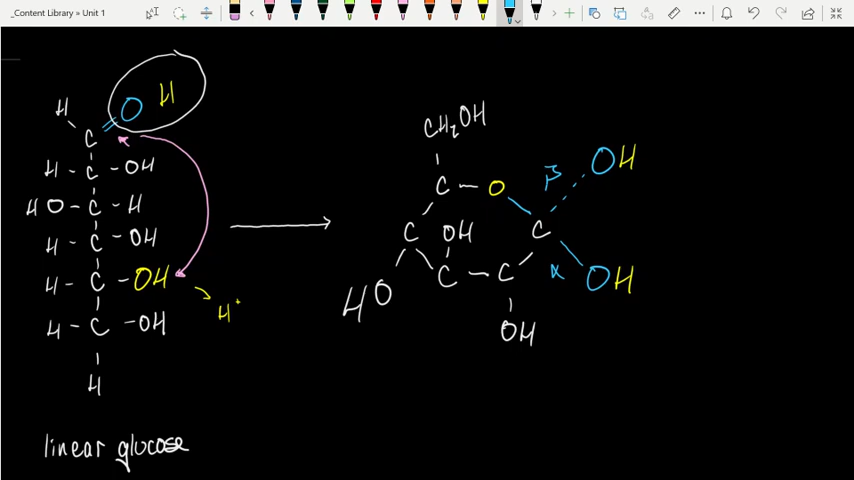 _Content Library » Unit 1
H O H
C
H - C - OH
HO - C - H
H - C - OH
H - C - OH
H - C - OH
H
H⁺
linear glucose
CH₂OH
C - O
β OH
C OH C
C - C
α OH
HO
OH